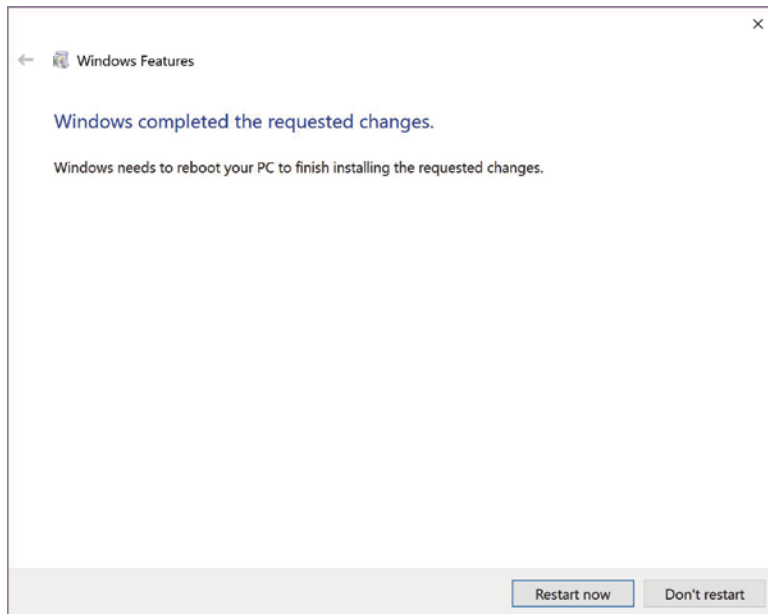 Windows Features
Windows completed the requested changes.
Windows needs to reboot your PC to finish installing the requested changes.
Restart now
Don't restart